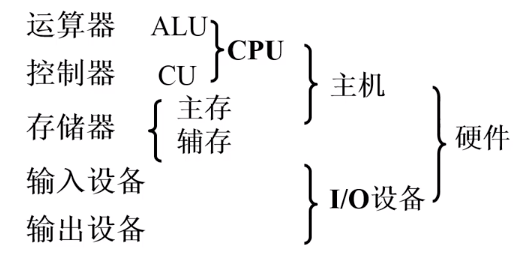 运算器 ALU
CPU
控制器 CU
主机
存储器
主存
辅存
硬件
输入设备
I/O设备
输出设备